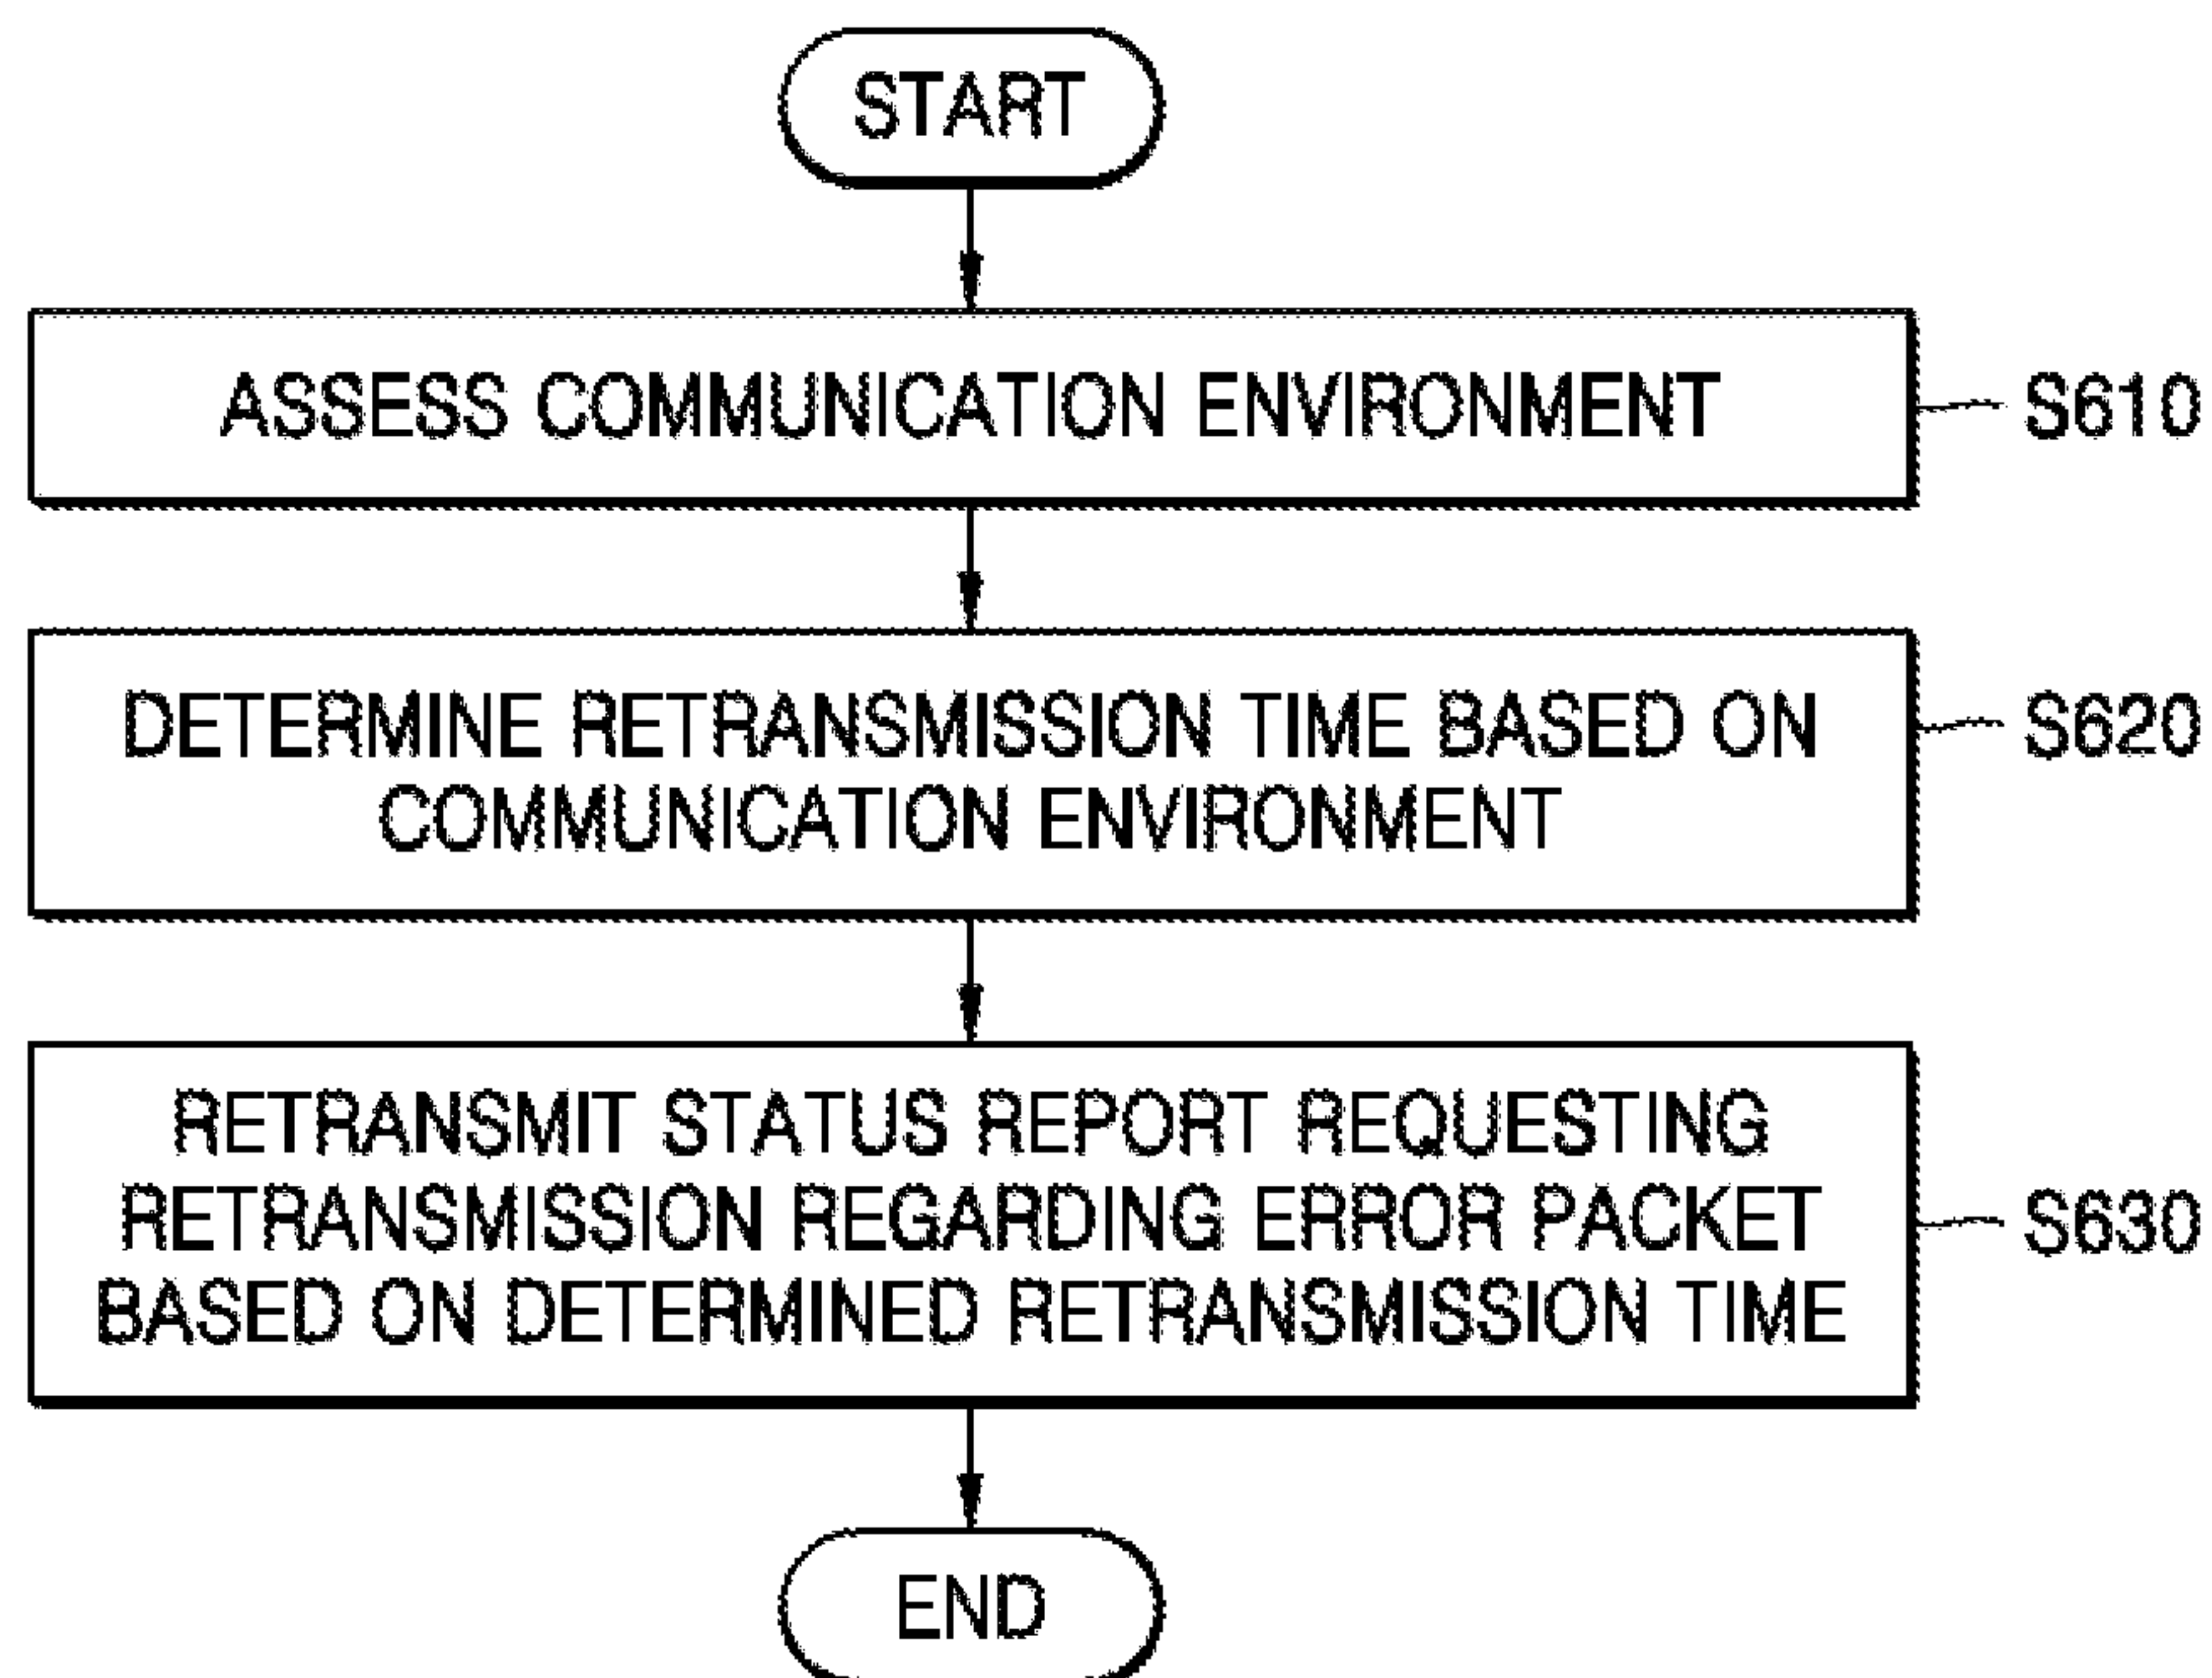 START
ASSESS COMMUNICATION ENVIRONMENT
S610
DETERMINE RETRANSMISSION TIME BASED ON
COMMUNICATION ENVIRONMENT
S620
RETRANSMIT STATUS REPORT REQUESTING
RETRANSMISSION REGARDING ERROR PACKET
BASED ON DETERMINED RETRANSMISSION TIME
S630
END